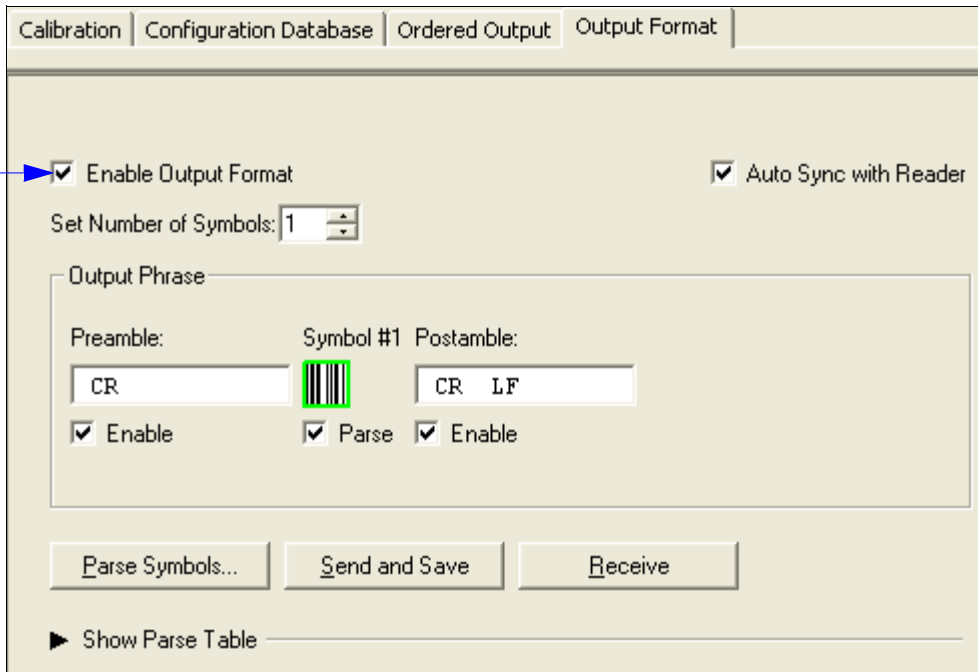 Calibration Configuration Database Ordered Output Output Format
Enable Output Format Auto Sync with Reader
Set Number of Symbols: 1
Output Phrase
Preamble: Symbol #1 Postamble:
CR CR LF
Enable Parse Enable
Parse Symbols... Send and Save Receive
Show Parse Table